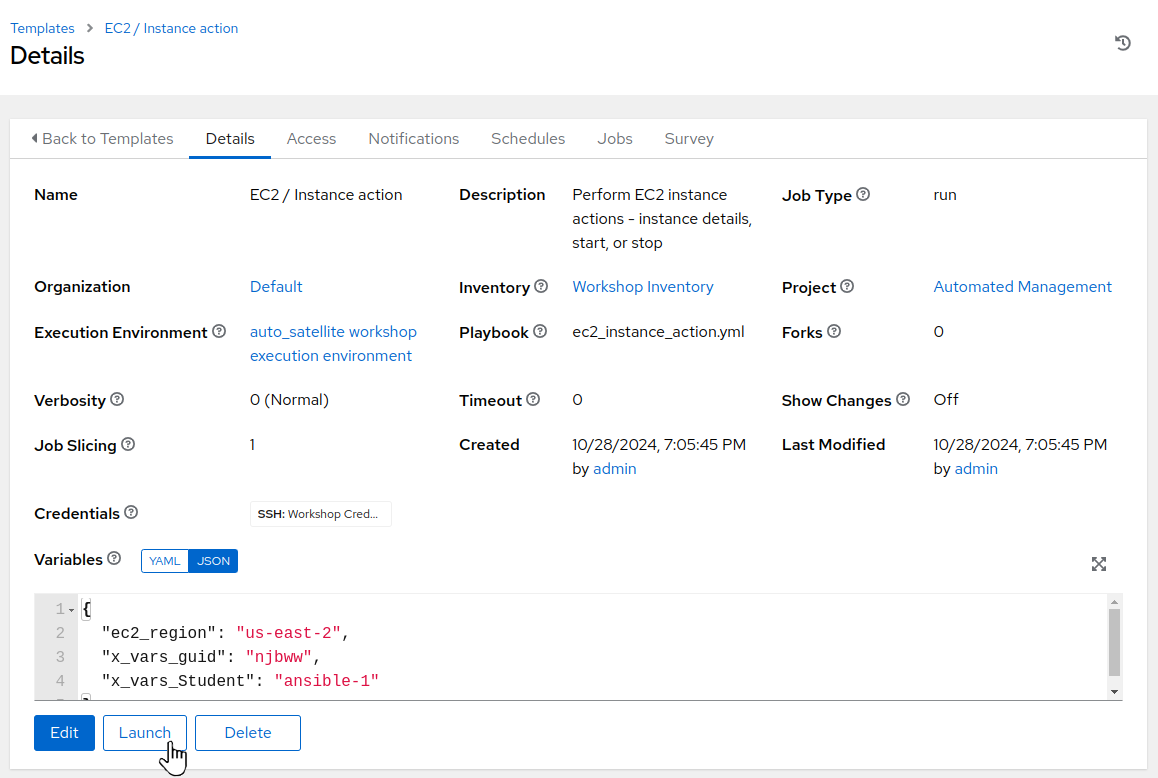 Templates > EC2 / Instance action
Details
Back to Templates Details Access Notifications Schedules Jobs Survey
Name EC2 / Instance action Description Perform EC2 instance Job Type run
actions - instance details,
start, or stop
Organization Default Inventory Workshop Inventory Project Automated Management
Execution Environment auto_satellite workshop Playbook ec2_instance_action.yml Forks 0
execution environment
Verbosity 0 (Normal) Timeout 0 Show Changes Off
Job Slicing 1 Created 10/28/2024, 7:05:45 PM Last Modified 10/28/2024, 7:05:45 PM
by admin by admin
Credentials SSH: Workshop Cred...
Variables YAML JSON
1 {
2 "ec2_region": "us-east-2",
3 "x_vars_guid": "njbww",
4 "x_vars_Student": "ansible-1"
Edit Launch Delete